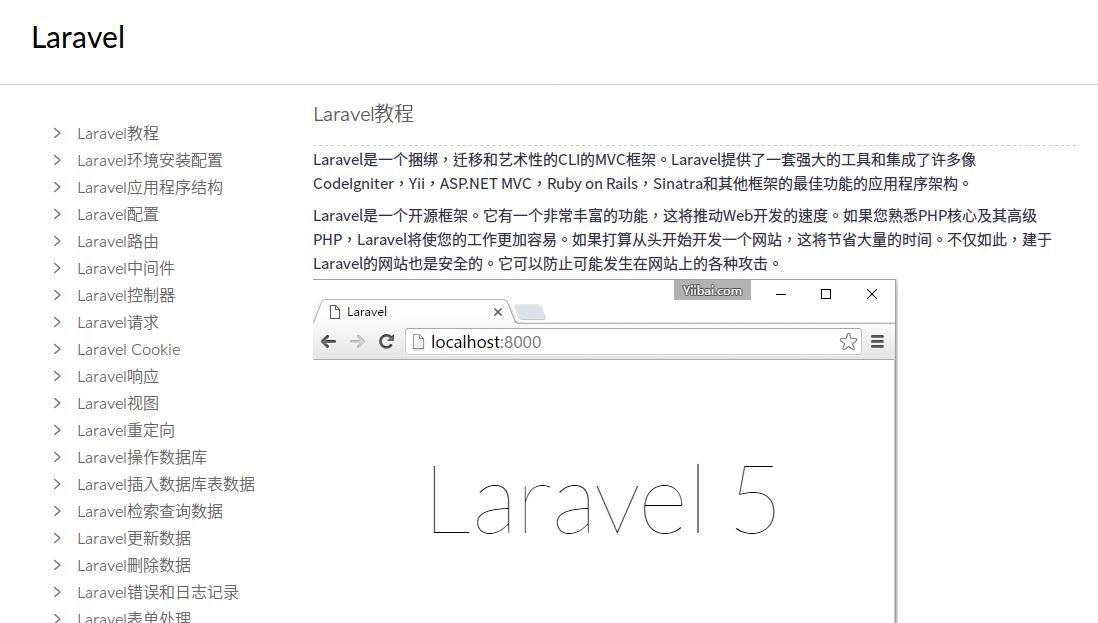 Laravel
Laravel教程
Laravel环境安装配置
Laravel应用程序结构
Laravel配置
Laravel路由
Laravel中间件
Laravel控制器
Laravel请求
Laravel Cookie
Laravel响应
Laravel视图
Laravel重定向
Laravel操作数据库
Laravel插入数据库表数据
Laravel检索查询数据
Laravel更新数据
Laravel删除数据
Laravel错误和日志记录
Laravel表单处理
Laravel教程
Laravel是一个捆绑，迁移和艺术性的CLI的MVC框架。Laravel提供了一套强大的工具和集成了许多像
CodeIgniter，Yii，ASP.NET MVC，Ruby on Rails，Sinatra和其他框架的最佳功能的应用程序架构。
Laravel是一个开源框架。它有一个非常丰富的功能，这将推动Web开发的速度。如果您熟悉PHP核心及其高级
PHP，Laravel将使您的工作更加容易。如果打算从头开始开发一个网站，这将节省大量的时间。不仅如此，建于
Laravel的网站也是安全的。它可以防止可能发生在网站上的各种攻击。
Yiibai.com
Laravel
localhost:8000
Laravel 5